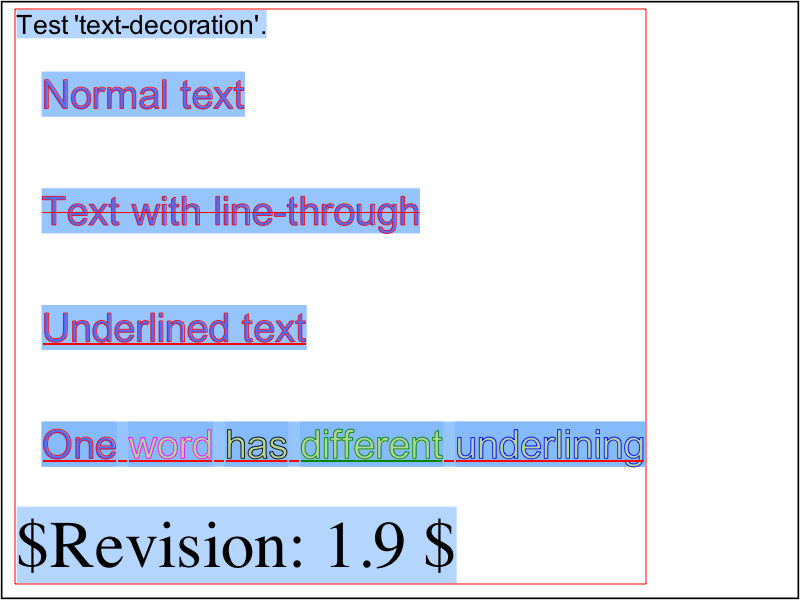 Test 'text-decoration'.
Normal text
Text with line-through
Underlined text
One word has different underlining
$Revision: 1.9 $